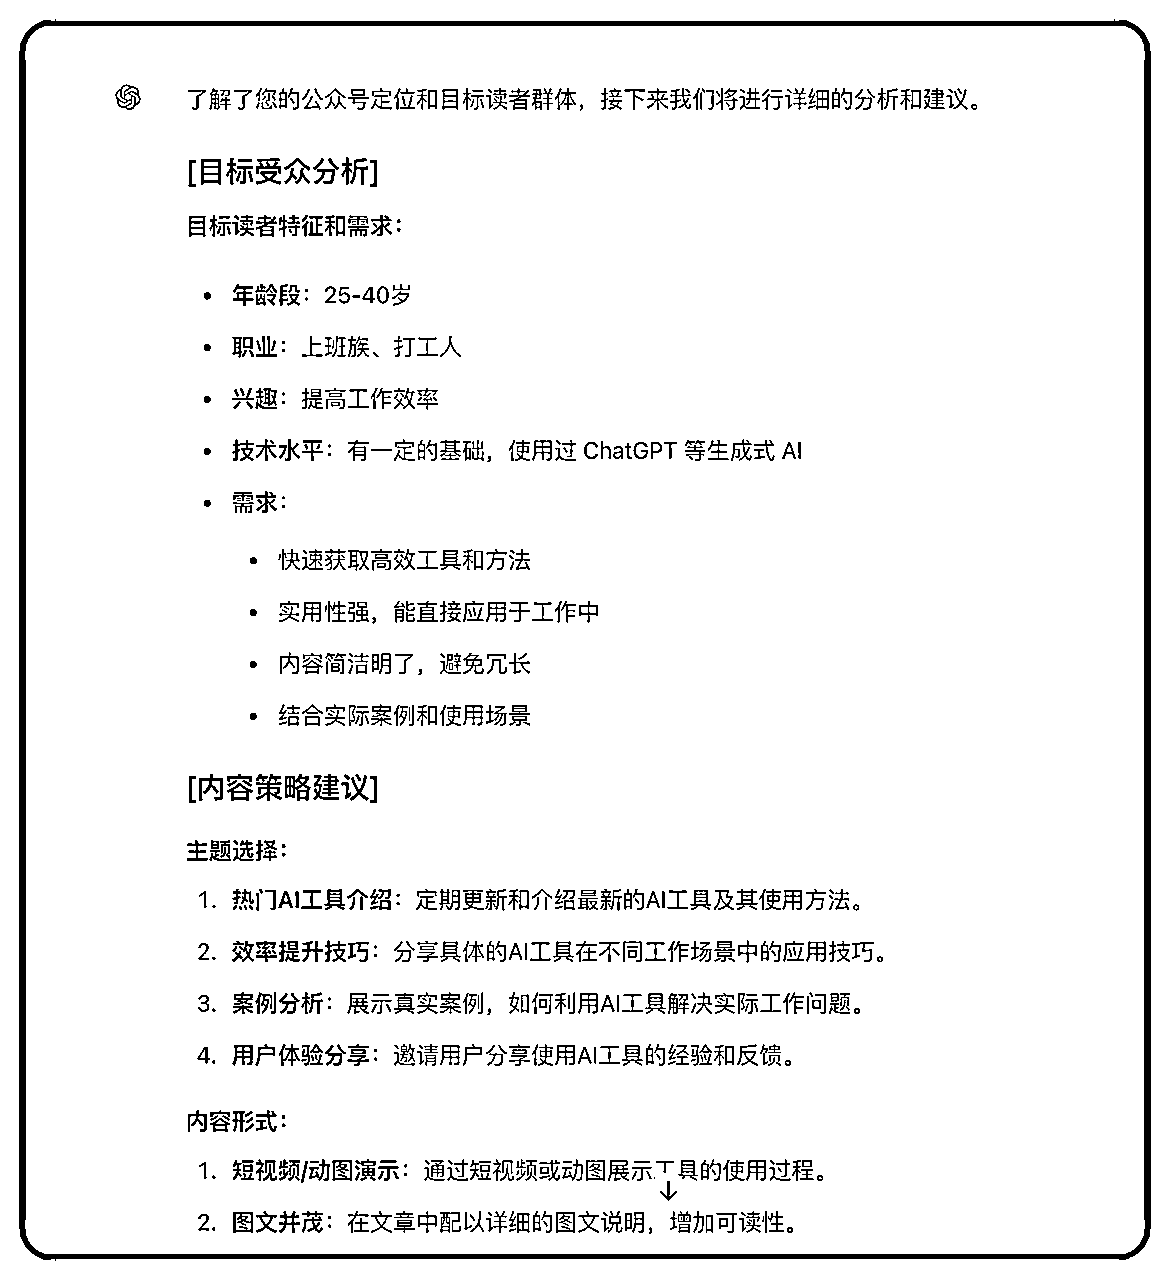 了解了您的公众号定位和目标读者群体，接下来我们将进行详细的分析和建议。
[目标受众分析]
目标读者特征和需求：
• 年龄段：25-40岁
• 职业：上班族、打工人
• 兴趣：提高工作效率
• 技术水平：有一定的基础，使用过 ChatGPT 等生成式 AI
• 需求：
• 快速获取高效工具和方法
• 实用性强，能直接应用于工作中
• 内容简洁明了，避免冗长
• 结合实际案例和使用场景
[内容策略建议]
主题选择：
1. 热门AI工具介绍：定期更新和介绍最新的AI工具及其使用方法。
2. 效率提升技巧：分享具体的AI工具在不同工作场景中的应用技巧。
3. 案例分析：展示真实案例，如何利用AI工具解决实际工作问题。
4. 用户体验分享：邀请用户分享使用AI工具的经验和反馈。
内容形式：
1. 短视频/动图演示：通过短视频或动图展示工具的使用过程。
2. 图文并茂：在文章中配以详细的图文说明，增加可读性。